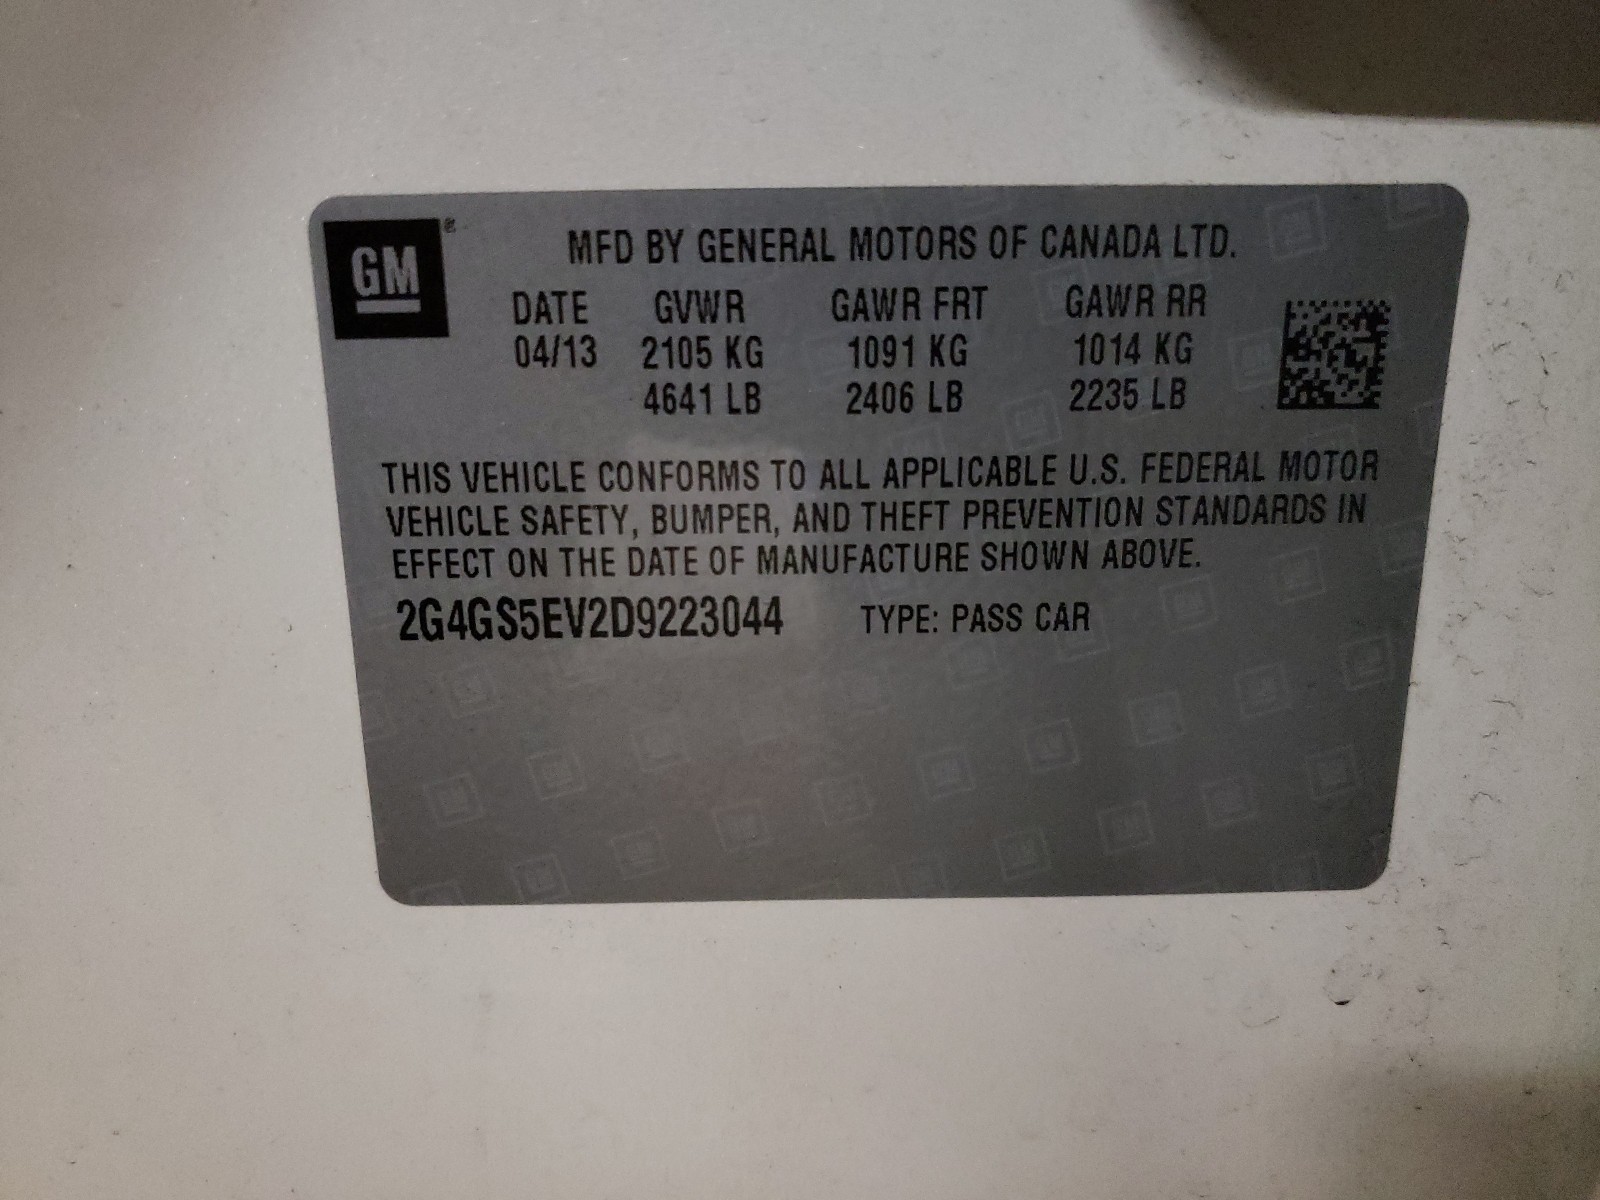 GM®
MFD BY GENERAL MOTORS OF CANADA LTD.
DATE GVWR GAWR FRT GAWR RR
04/13 2105 KG 1091 KG 1014 KG
4641 LB 2406 LB 2235 LB
THIS VEHICLE CONFORMS TO ALL APPLICABLE U.S. FEDERAL MOTOR
VEHICLE SAFETY, BUMPER, AND THEFT PREVENTION STANDARDS IN
EFFECT ON THE DATE OF MANUFACTURE SHOWN ABOVE.
2G4GS5EV2D9223044 TYPE: PASS CAR